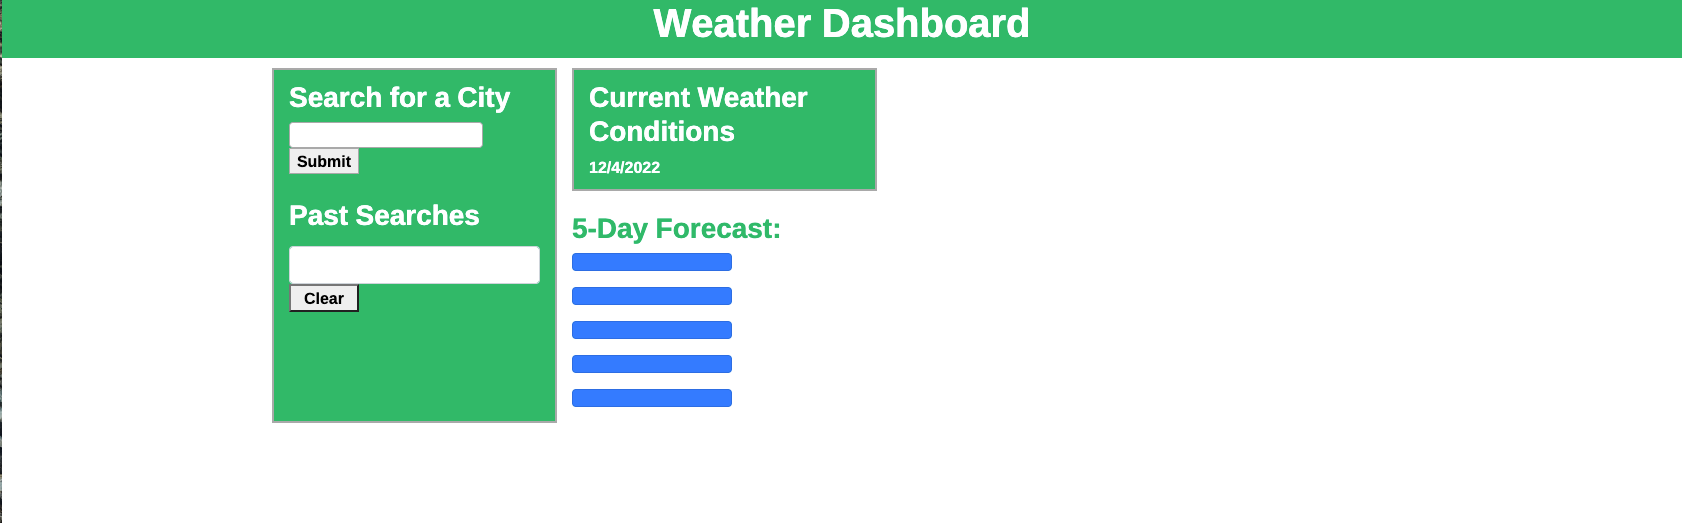 Weather Dashboard
Search for a City
Submit
Past Searches
Clear
Current Weather
Conditions
12/4/2022
5-Day Forecast: